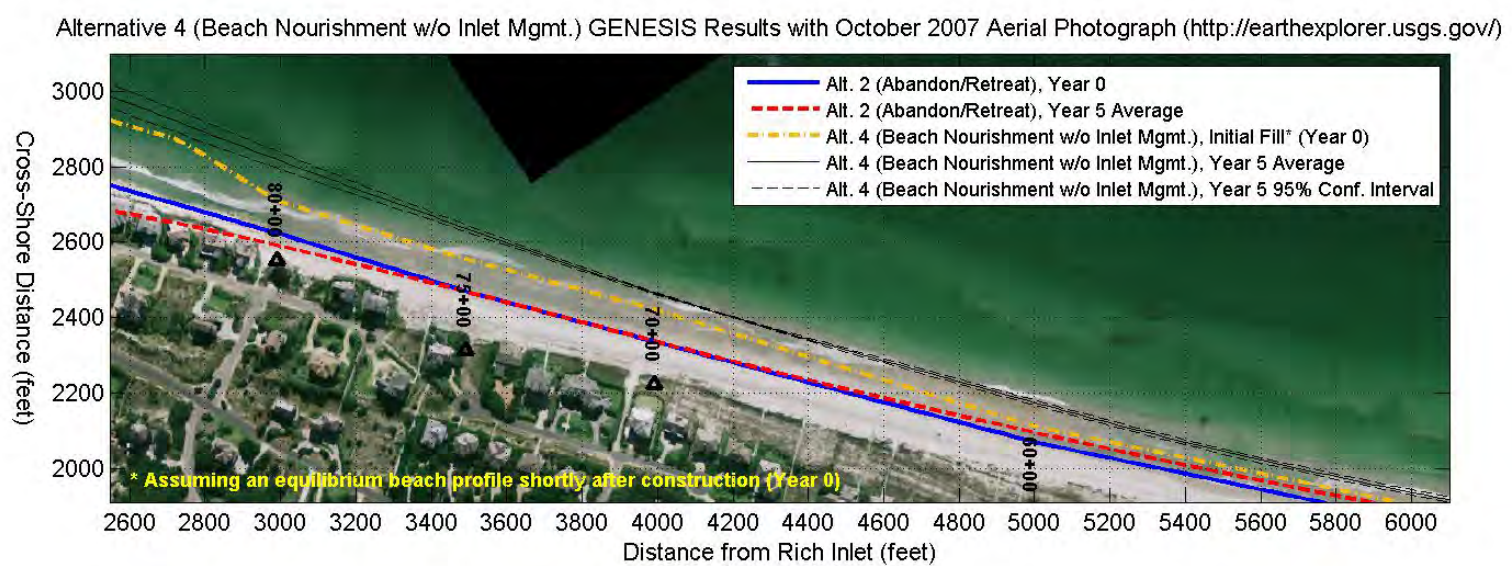 Alternative 4 (Beach Nourishment w/o Inlet Mgmt.) GENESIS Results with October 2007 Aerial Photograph (http://earthexplorer.usgs.gov/)
Alt. 2 (Abandon/Retreat), Year 0
Alt. 2 (Abandon/Retreat), Year 5 Average
Alt. 4 (Beach Nourishment w/o Inlet Mgmt.), Initial Fill* (Year 0)
Alt. 4 (Beach Nourishment w/o Inlet Mgmt.), Year 5 Average
Alt. 4 (Beach Nourishment w/o Inlet Mgmt.), Year 5 95% Conf. Interval
Cross-Shore Distance (feet)
3000
2800
2600
2400
2200
2000
80+00
75+00
70+00
60+00
* Assuming an equilibrium beach profile shortly after construction (Year 0)
2600 2800 3000 3200 3400 3600 3800 4000 4200 4400 4600 4800 5000 5200 5400 5600 5800 6000
Distance from Rich Inlet (feet)